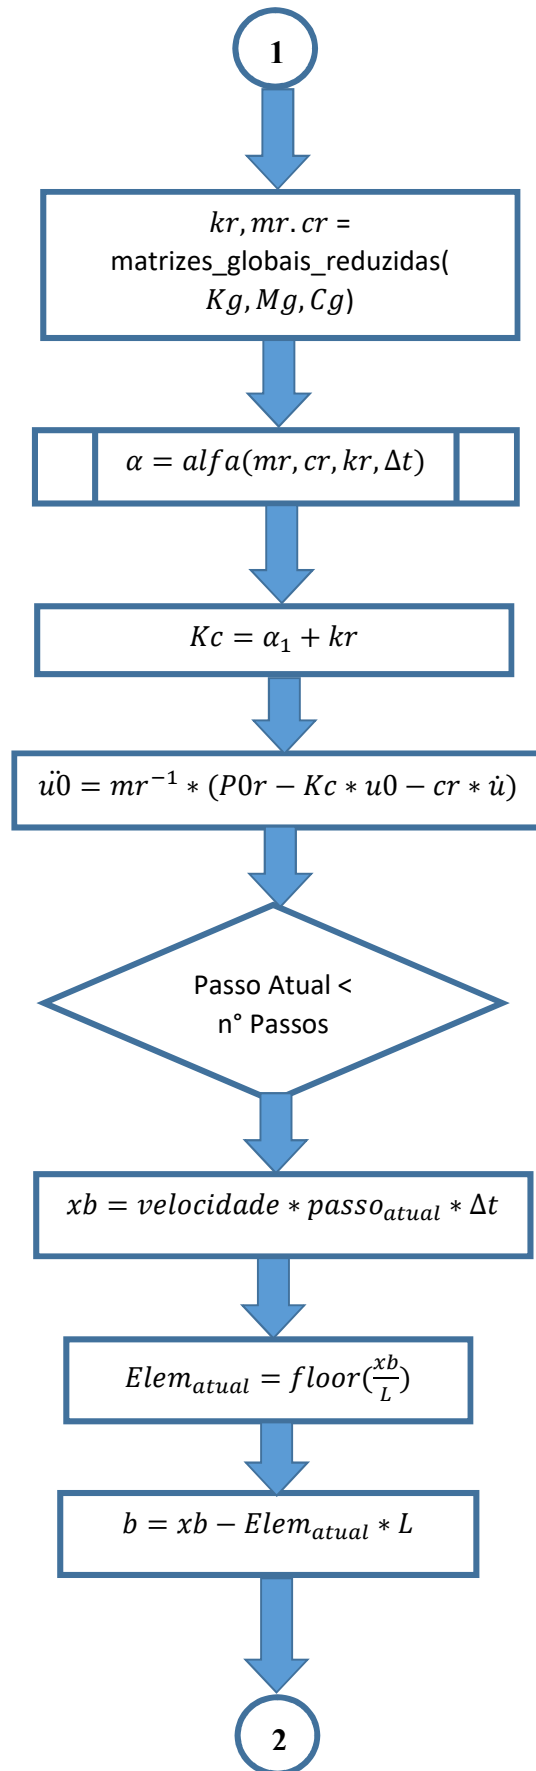 1
kr, mr. cr =
matrizes_globais_reduzidas(
Kg, Mg, Cg)
α = alfa(mr, cr, kr, Δt)
Kc = α₁ + kr
ü0 = mr⁻¹ * (P0r − Kc * u0 − cr * u̇)
Passo Atual <
n° Passos
xb = velocidade * passo_atual * Δt
Elem_atual = floor(xb/L)
b = xb − Elem_atual * L
2